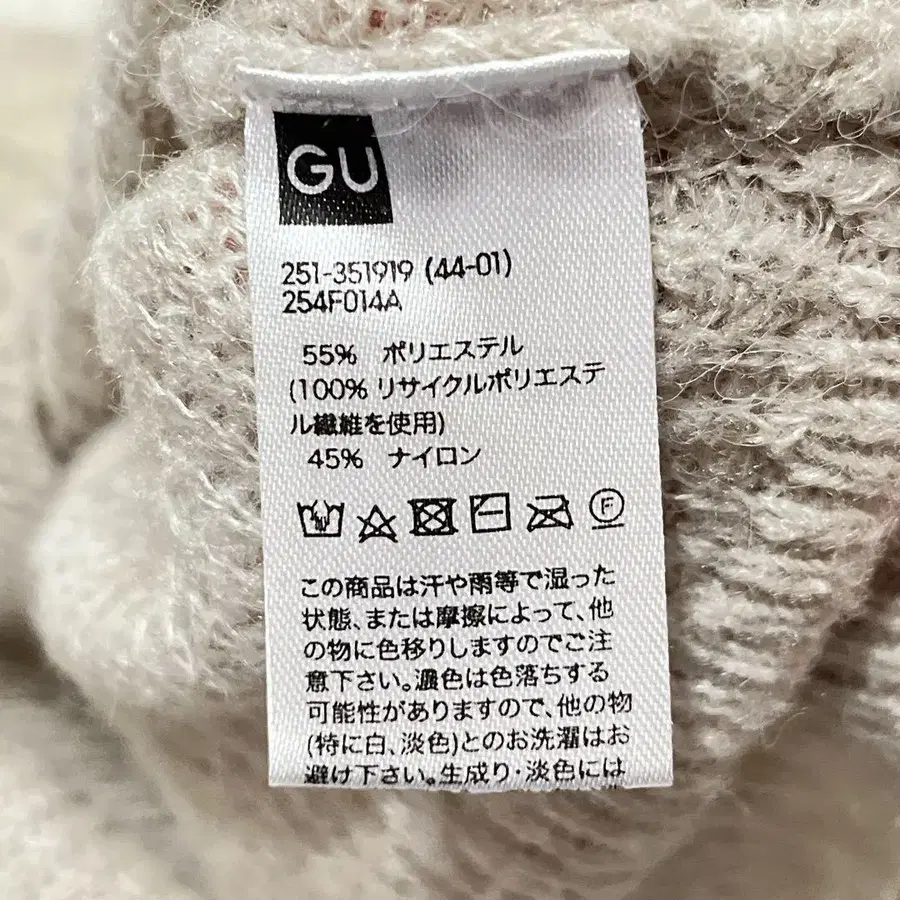 GU
251-351919 (44-01)
254F014A
55% ポリエステル
(100% リサイクルポリエステ
ル繊維を使用)
45% ナイロン
F
この商品は汗や雨等で湿った
状態、または摩擦によって、他
の物に色移りしますのでご注
意下さい。濃色は色落ちする
可能性がありますので、他の物
(特に白、淡色)とのお洗濯はお
避け下さい。生成り・淡色には